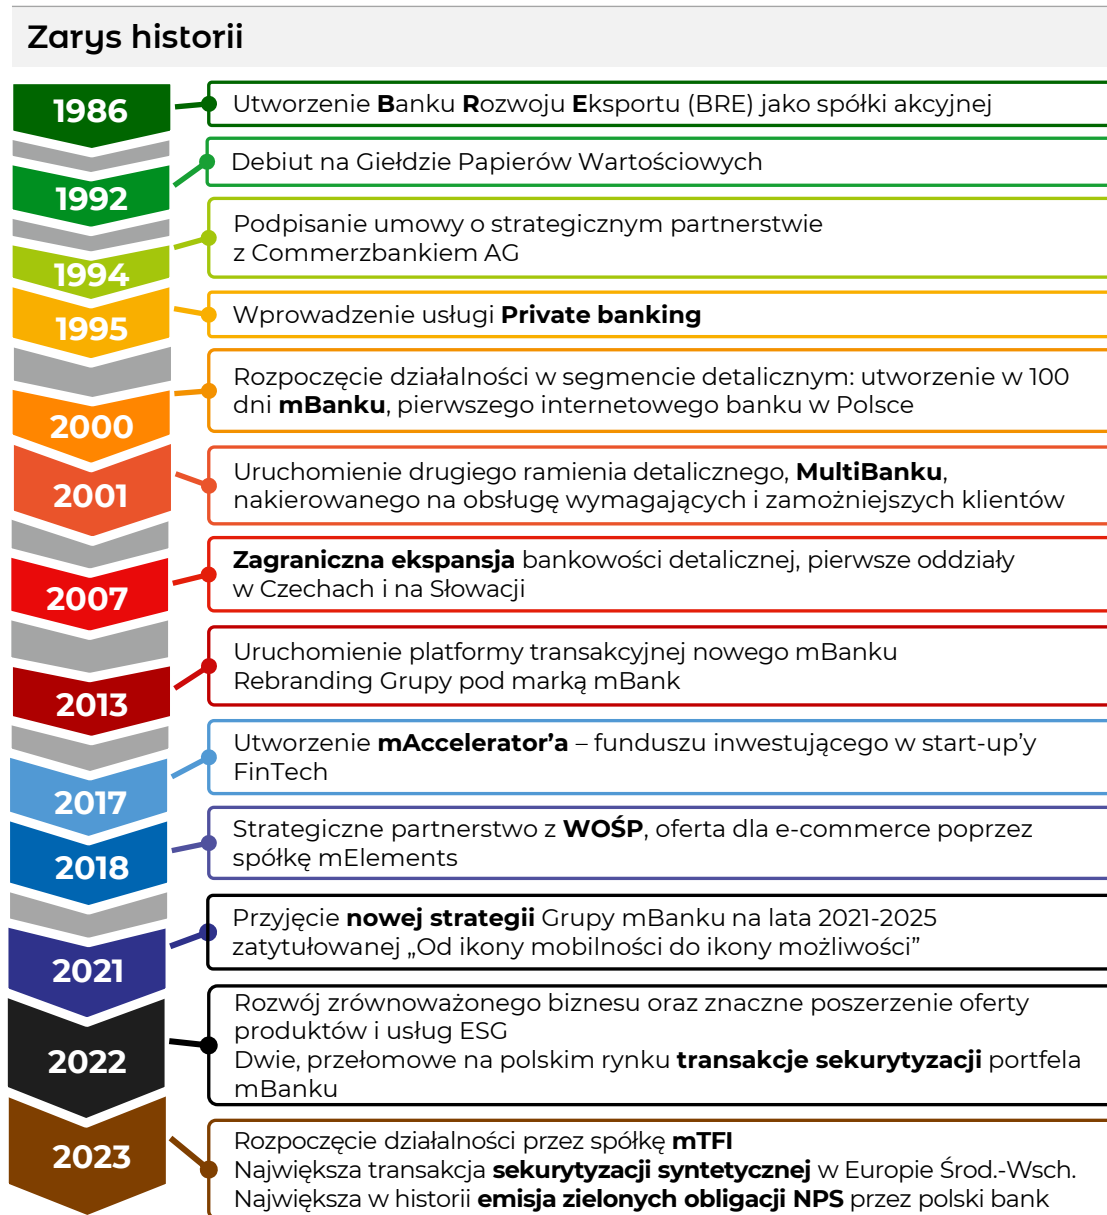 Zarys historii
1986
Utworzenie Banku Rozwoju Eksportu (BRE) jako spółki akcyjnej
1992
Debiut na Giełdzie Papierów Wartościowych
1994
Podpisanie umowy o strategicznym partnerstwie
z Commerzbankiem AG
1995
Wprowadzenie usługi Private banking
2000
Rozpoczęcie działalności w segmencie detalicznym: utworzenie w 100
dni mBanku, pierwszego internetowego banku w Polsce
2001
Uruchomienie drugiego ramienia detalicznego, MultiBanku,
nakierowanego na obsługę wymagających i zamożniejszych klientów
2007
Zagraniczna ekspansja bankowości detalicznej, pierwsze oddziały
w Czechach i na Słowacji
2013
Uruchomienie platformy transakcyjnej nowego mBanku
Rebranding Grupy pod marką mBank
2017
Utworzenie mAccelerator’a – funduszu inwestującego w start-up’y
FinTech
2018
Strategiczne partnerstwo z WOŚP, oferta dla e-commerce poprzez
spółkę mElements
2021
Przyjęcie nowej strategii Grupy mBanku na lata 2021-2025
zatytułowanej „Od ikony mobilności do ikony możliwości”
2022
Rozwój zrównoważonego biznesu oraz znaczne poszerzenie oferty
produktów i usług ESG
Dwie, przełomowe na polskim rynku transakcje sekurytyzacji portfela
mBanku
2023
Rozpoczęcie działalności przez spółkę mTFI
Największa transakcja sekurytyzacji syntetycznej w Europie Środ.-Wsch.
Największa w historii emisja zielonych obligacji NPS przez polski bank